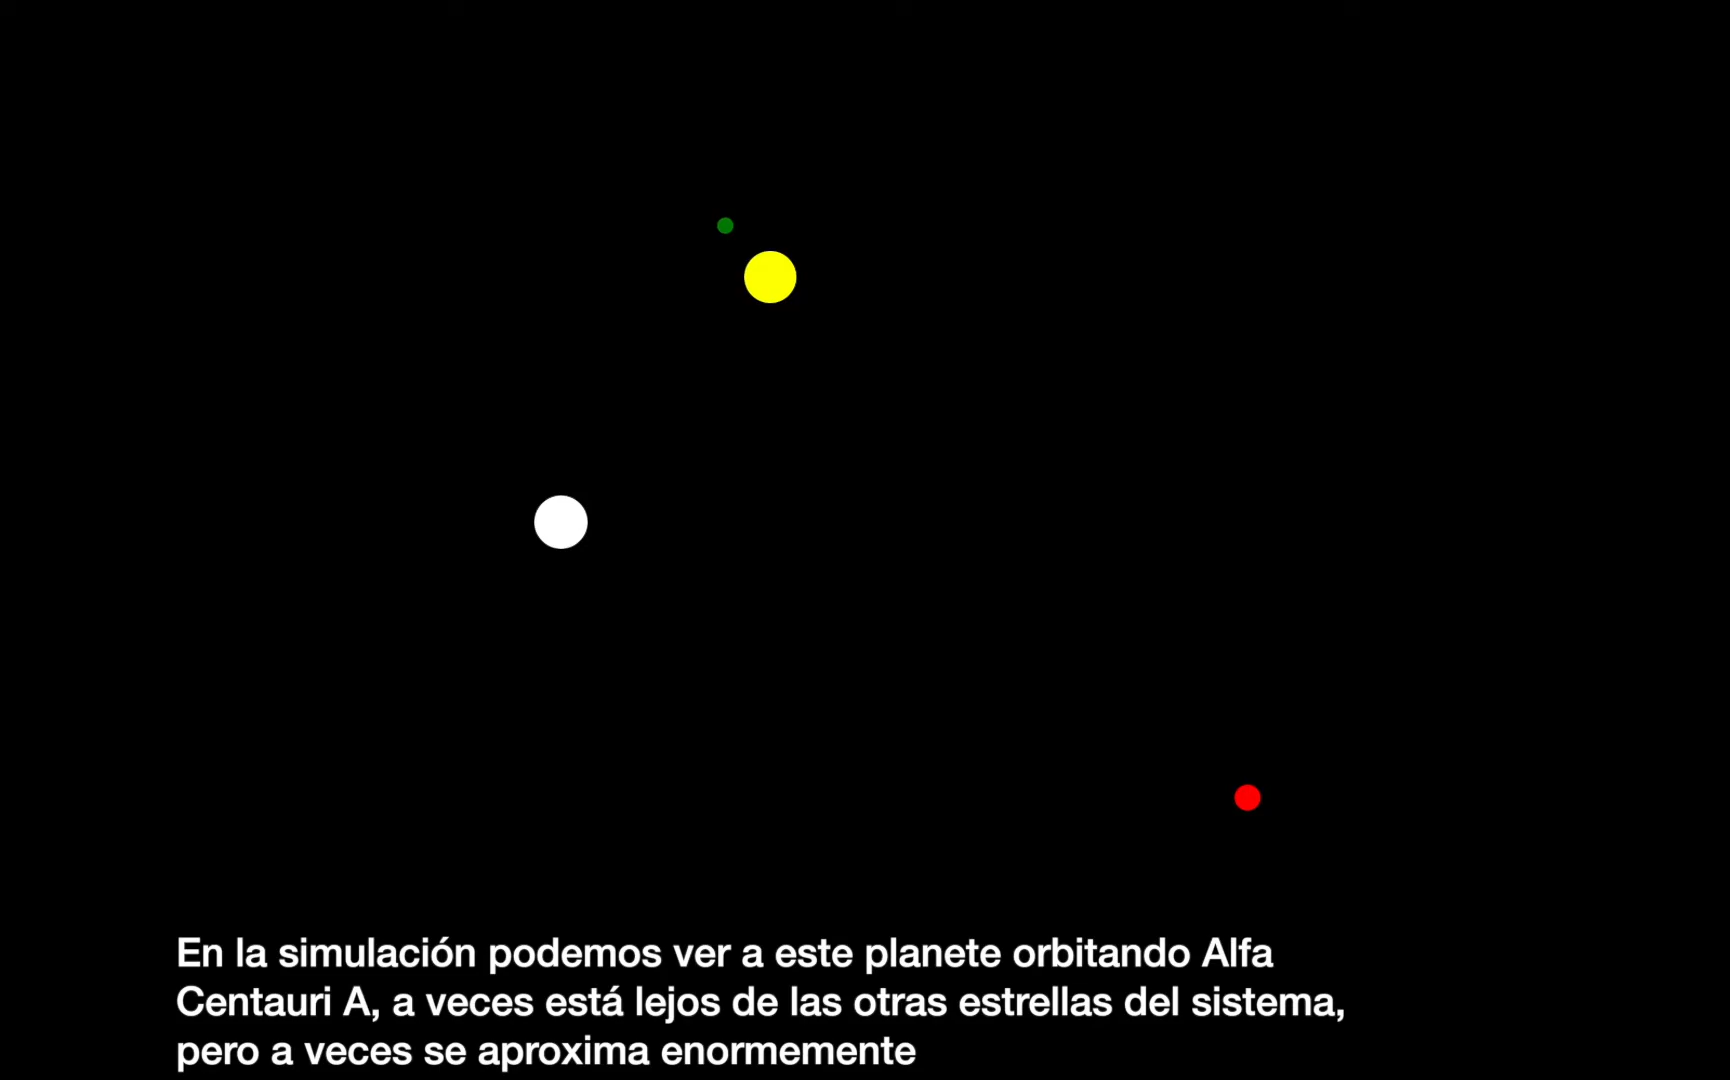 En la simulación podemos ver a este planete orbitando Alfa
Centauri A, a veces está lejos de las otras estrellas del sistema,
pero a veces se aproxima enormemente